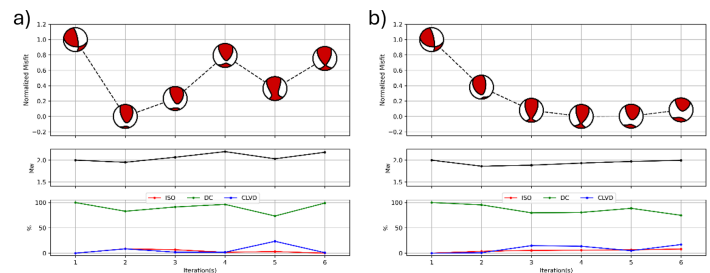 a)
1.2
1.0
0.8
0.6
0.4
0.2
0.0
−0.2
Normalized Misfit
2.0
1.5
Mw
ISO DC CLVD
100
50
0
%
1 2 3 4 5 6
Iteration(s)
b)
1.2
1.0
0.8
0.6
0.4
0.2
0.0
−0.2
Normalized Misfit
2.0
1.5
Mw
ISO DC CLVD
100
50
0
%
1 2 3 4 5 6
Iteration(s)